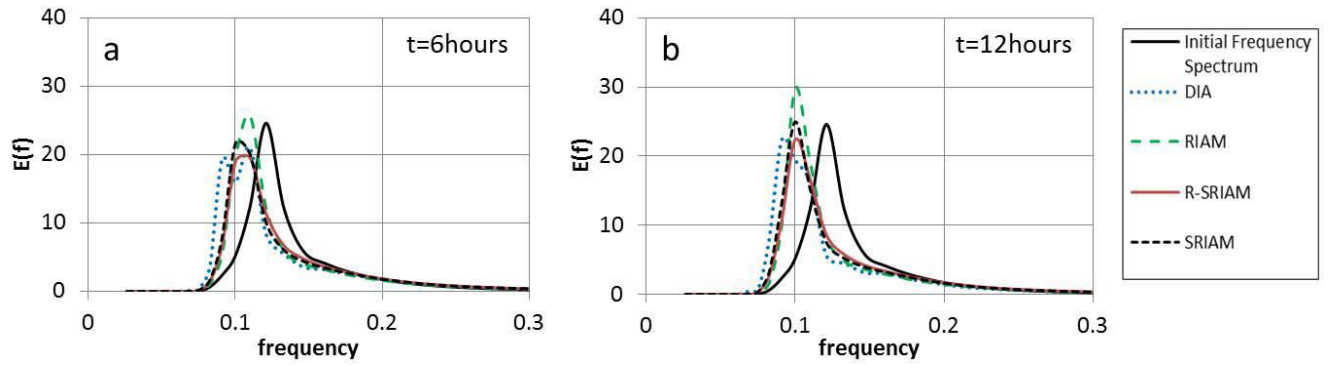 40
30
20
10
0
E(f)
a
t=6hours
0
0.1
0.2
0.3
frequency
40
30
20
10
0
E(f)
b
t=12hours
0
0.1
0.2
0.3
frequency
Initial Frequency
Spectrum
DIA
RIAM
R-SRIAM
SRIAM